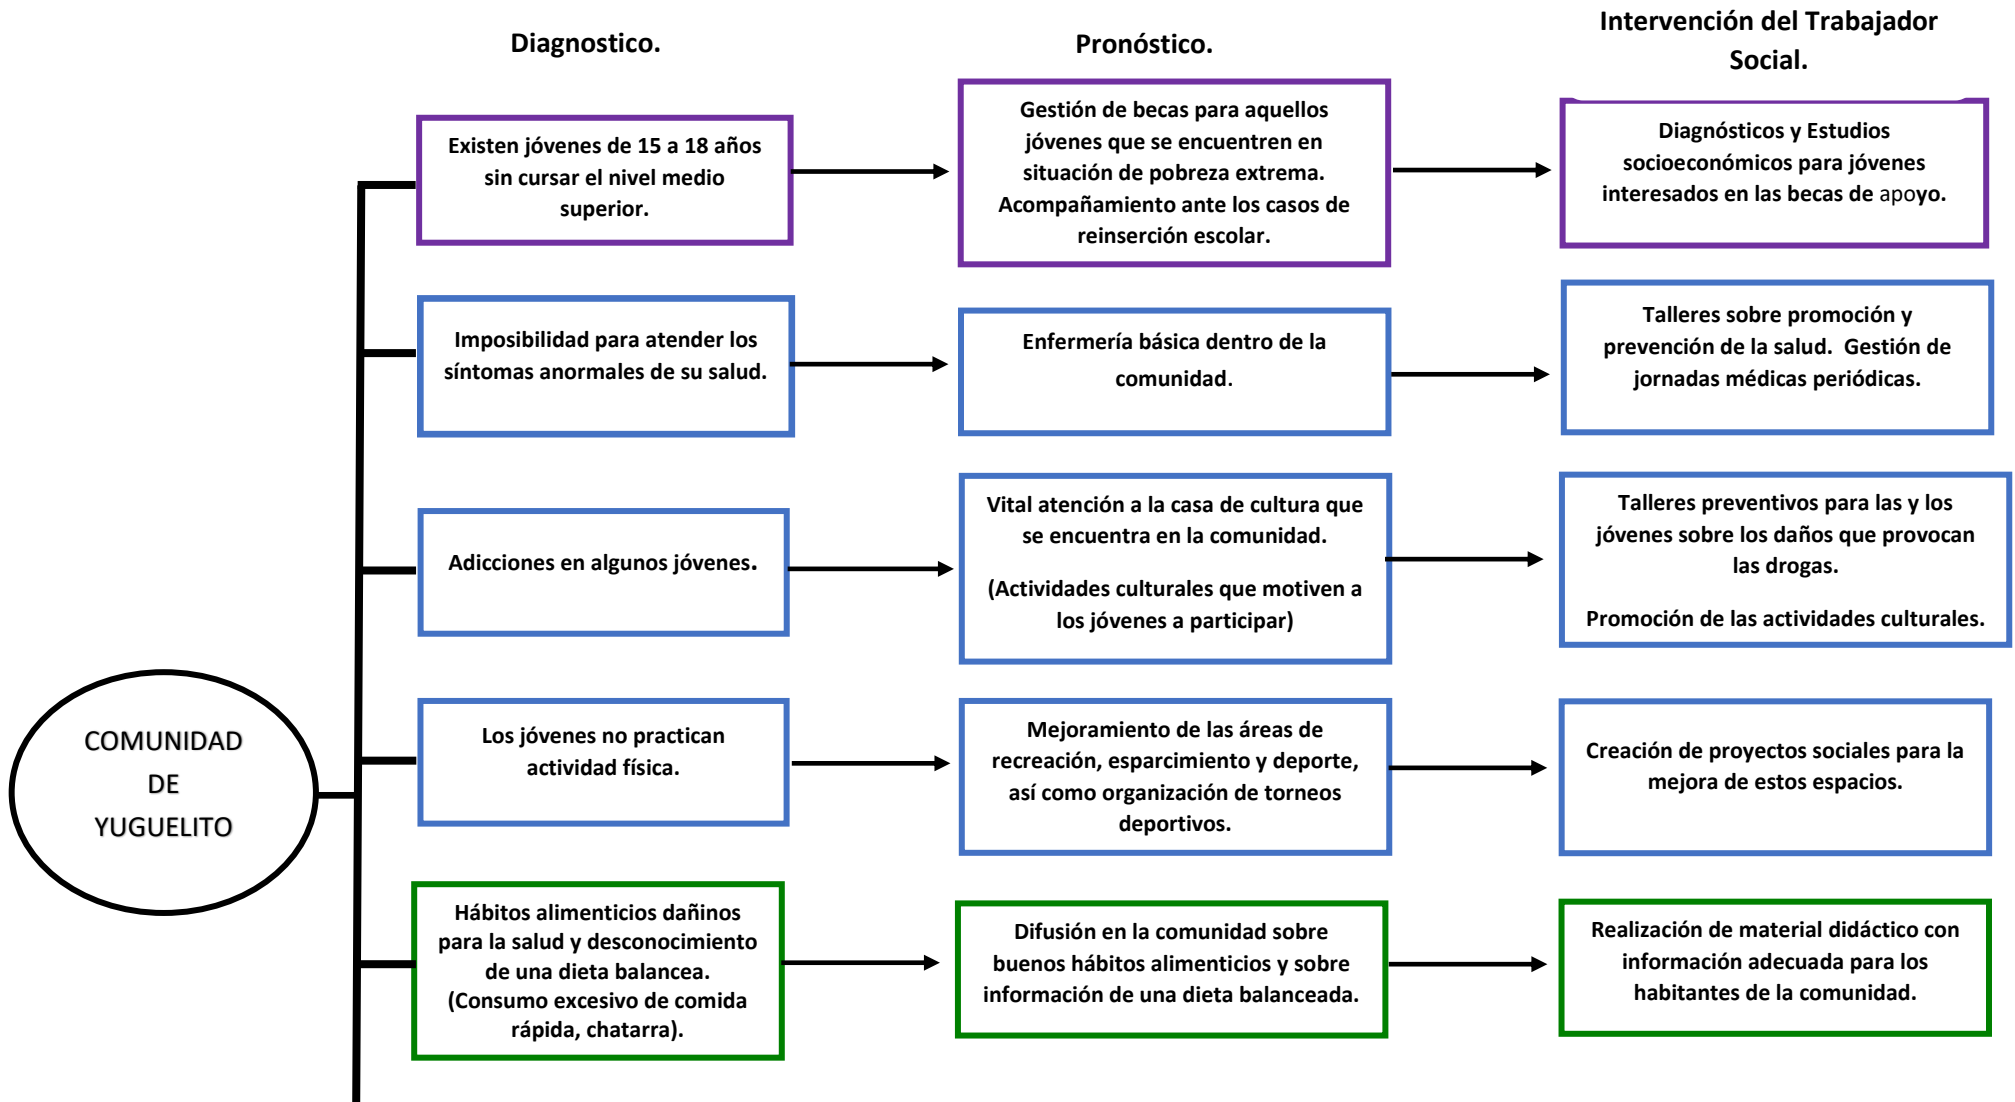 Diagnostico.
Pronóstico.
Intervención del Trabajador
Social.
Existen jóvenes de 15 a 18 años
sin cursar el nivel medio
superior.
Gestión de becas para aquellos
jóvenes que se encuentren en
situación de pobreza extrema.
Acompañamiento ante los casos de
reinserción escolar.
Diagnósticos y Estudios
socioeconómicos para jóvenes
interesados en las becas de apoyo.
Imposibilidad para atender los
síntomas anormales de su salud.
Enfermería básica dentro de la
comunidad.
Talleres sobre promoción y
prevención de la salud. Gestión de
jornadas médicas periódicas.
Adicciones en algunos jóvenes.
Vital atención a la casa de cultura que
se encuentra en la comunidad.
(Actividades culturales que motiven a
los jóvenes a participar)
Talleres preventivos para las y los
jóvenes sobre los daños que provocan
las drogas.
Promoción de las actividades culturales.
COMUNIDAD
DE
YUGUELITO
Los jóvenes no practican
actividad física.
Mejoramiento de las áreas de
recreación, esparcimiento y deporte,
así como organización de torneos
deportivos.
Creación de proyectos sociales para la
mejora de estos espacios.
Hábitos alimenticios dañinos
para la salud y desconocimiento
de una dieta balancea.
(Consumo excesivo de comida
rápida, chatarra).
Difusión en la comunidad sobre
buenos hábitos alimenticios y sobre
información de una dieta balanceada.
Realización de material didáctico con
información adecuada para los
habitantes de la comunidad.